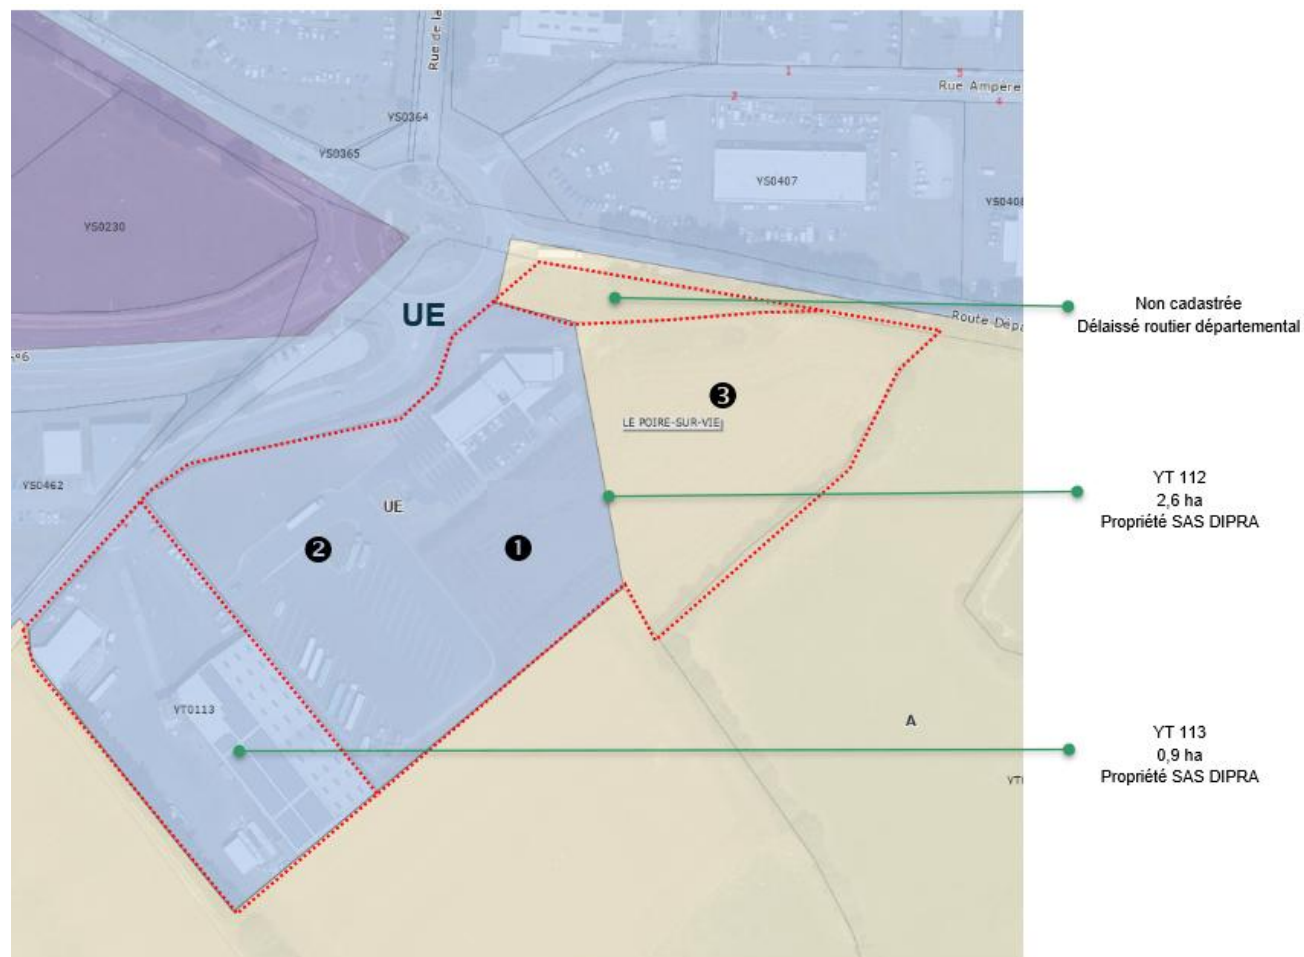 Rue de la
1
3
Rue Ampère
2
4
YS0364
YS0365
YS0407
YS0408
YS0230
UE
Non cadastrée
Délaissé routier départemental
Route Dépa
n°6
3
LE POIRE-SUR-VIE
YS0462
UE
YT 112
2,6 ha
Propriété SAS DIPRA
2
1
YT0113
A
YT 113
0,9 ha
Propriété SAS DIPRA